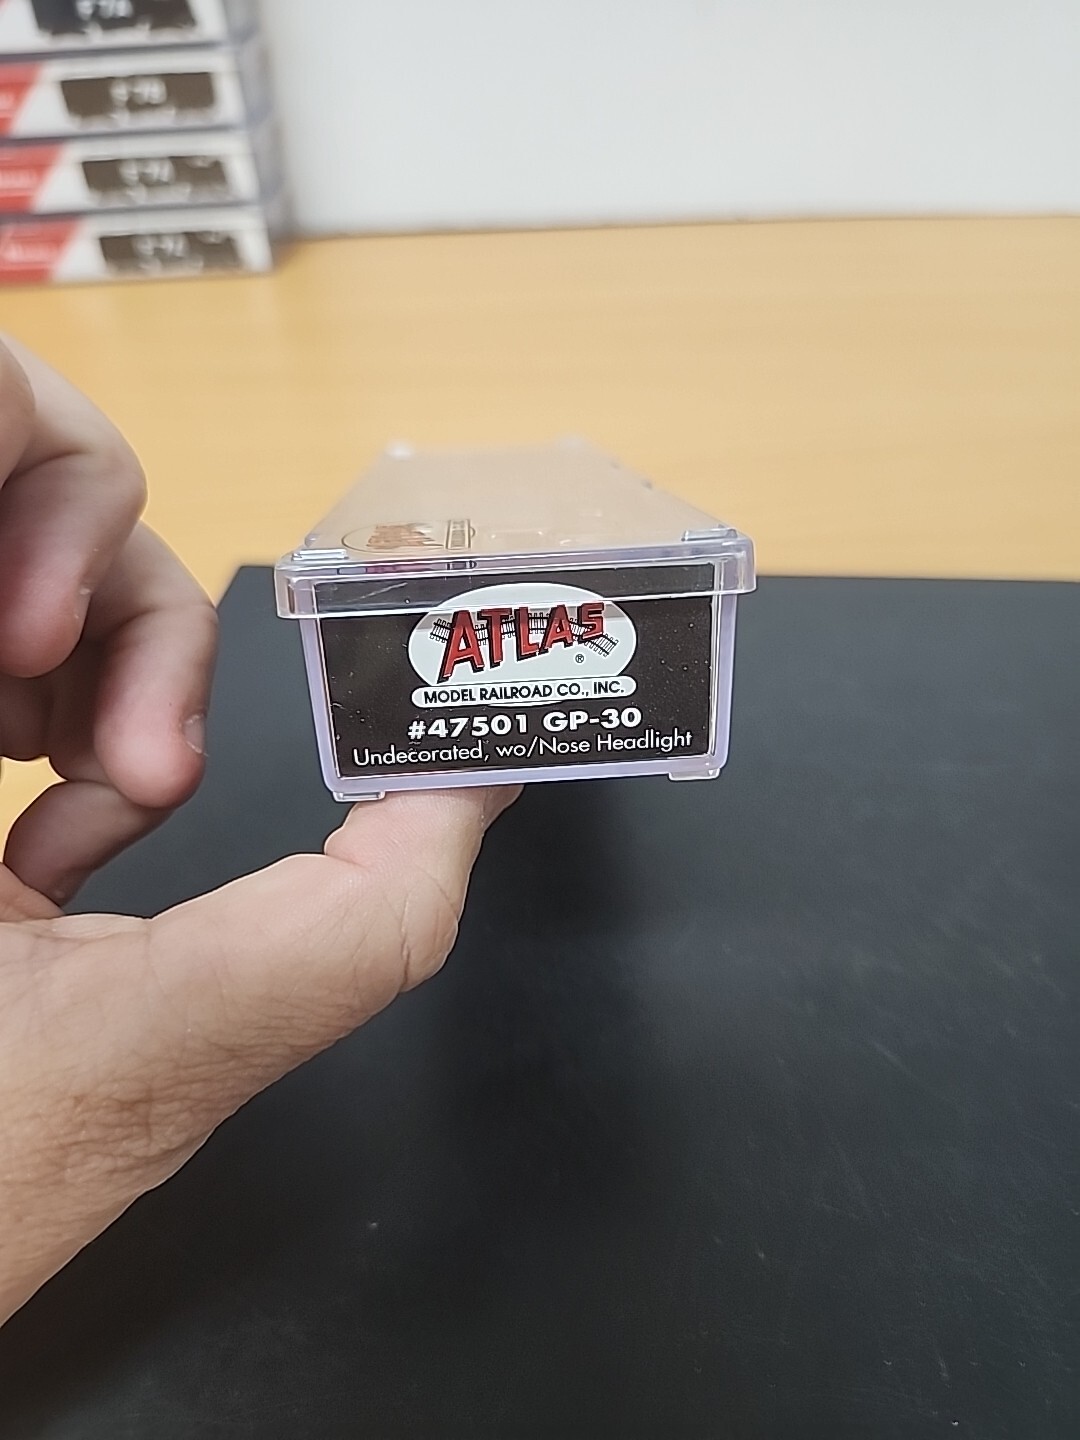 ATLAS
®
MODEL RAILROAD CO., INC.
#47501 GP-30
Undecorated, wo/Nose Headlight